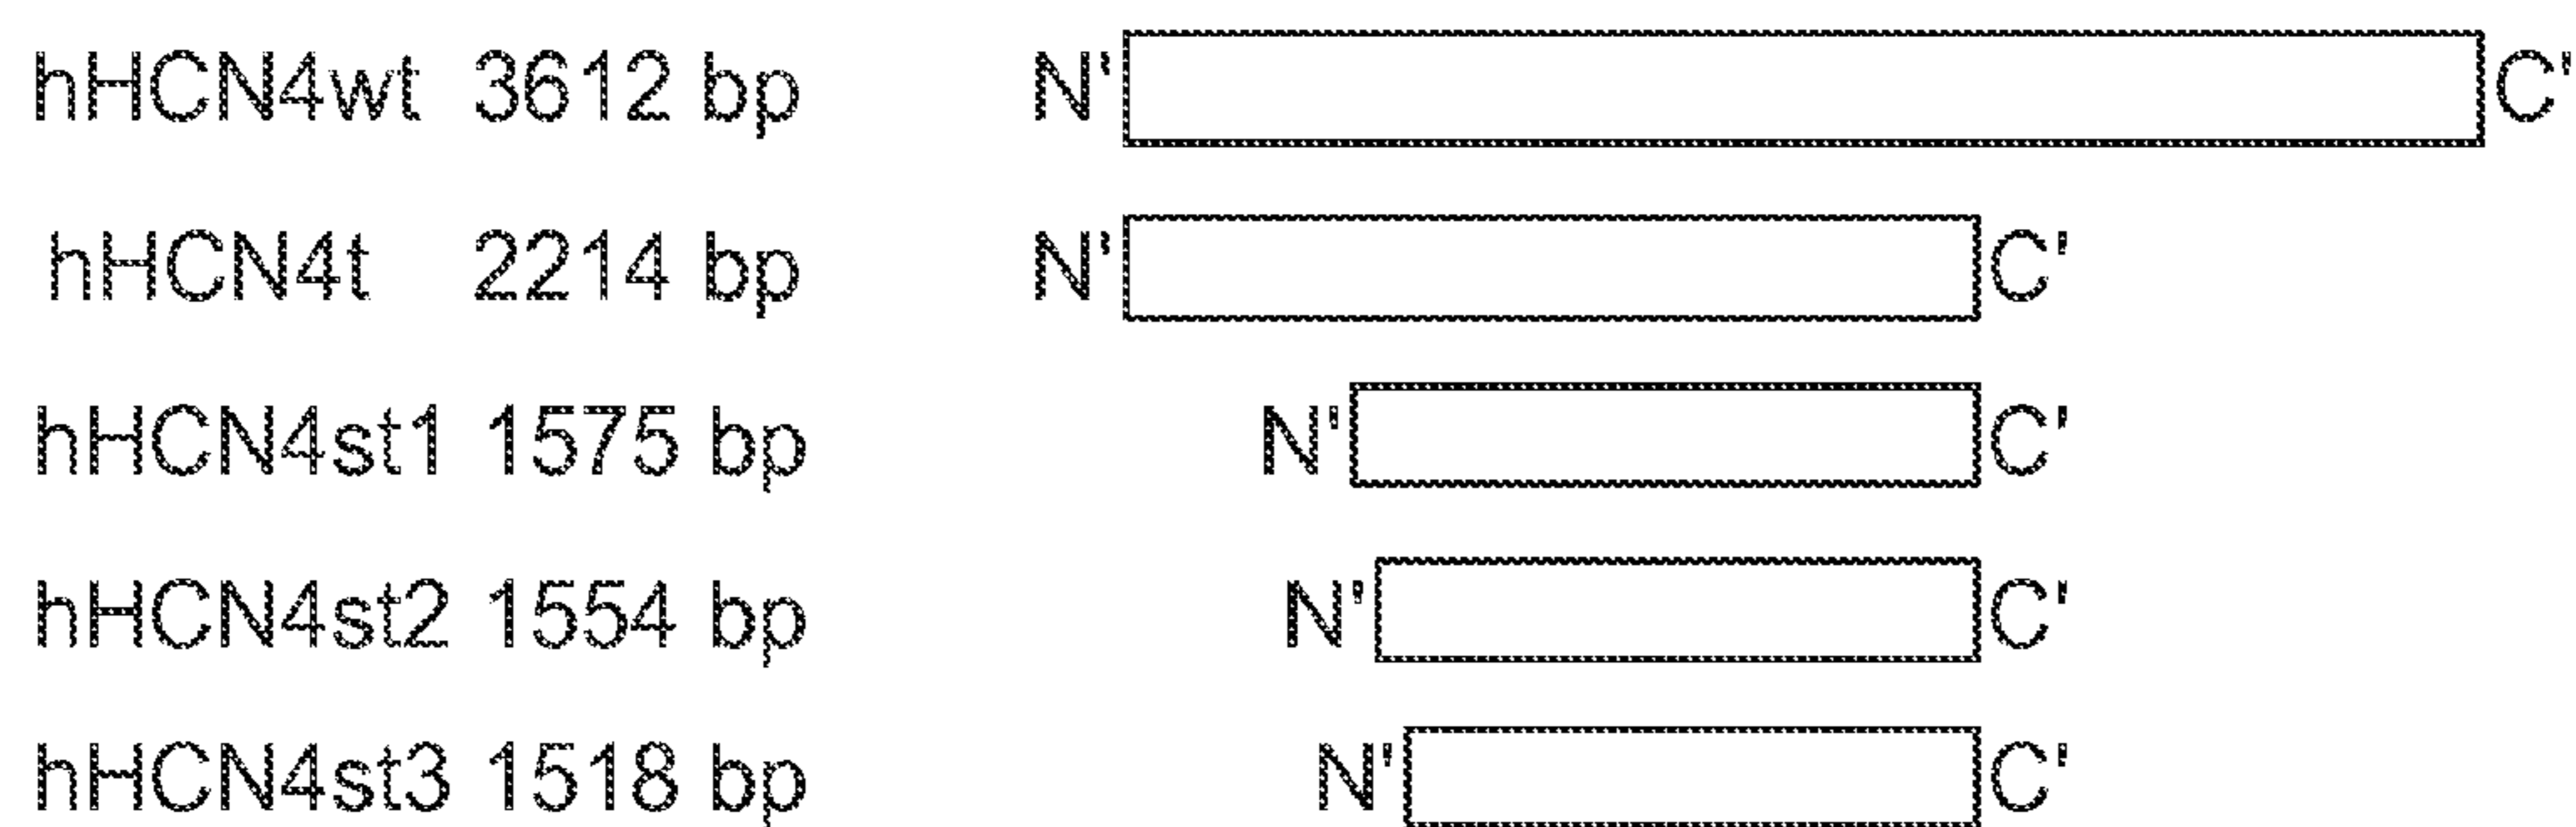 hHCN4wt 3612 bp N' C'
hHCN4t 2214 bp N' C'
hHCN4st1 1575 bp N' C'
hHCN4st2 1554 bp N' C'
hHCN4st3 1518 bp N' C'